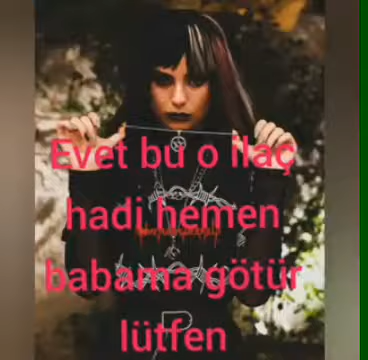 Evet bu o ilaç
hadi hemen
babama götür
lütfen